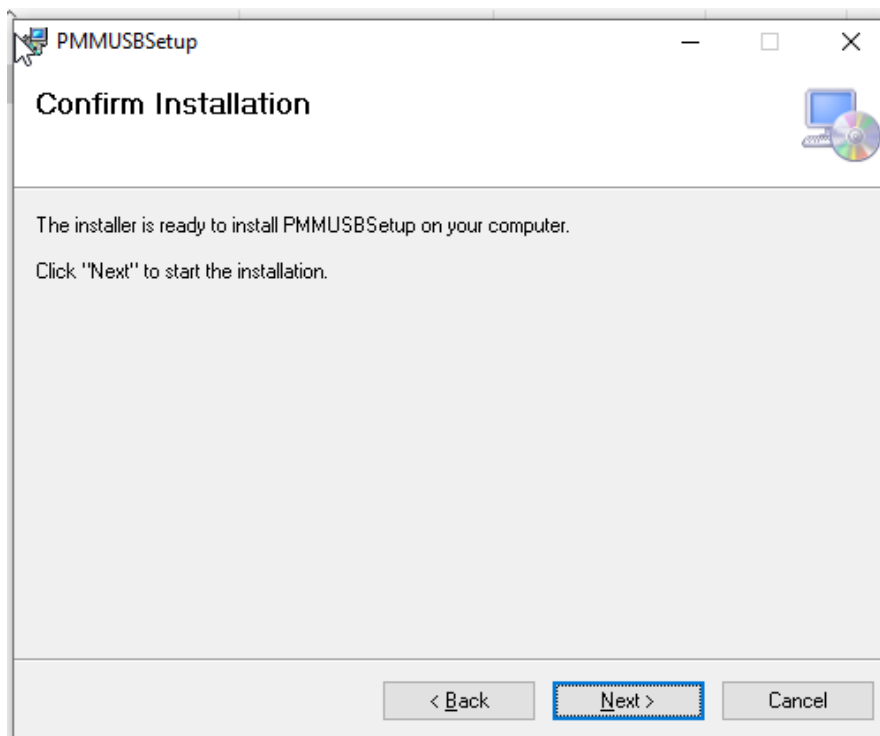 PMMUSBSetup
Confirm Installation
The installer is ready to install PMMUSBSetup on your computer.
Click "Next" to start the installation.
< Back
Next >
Cancel